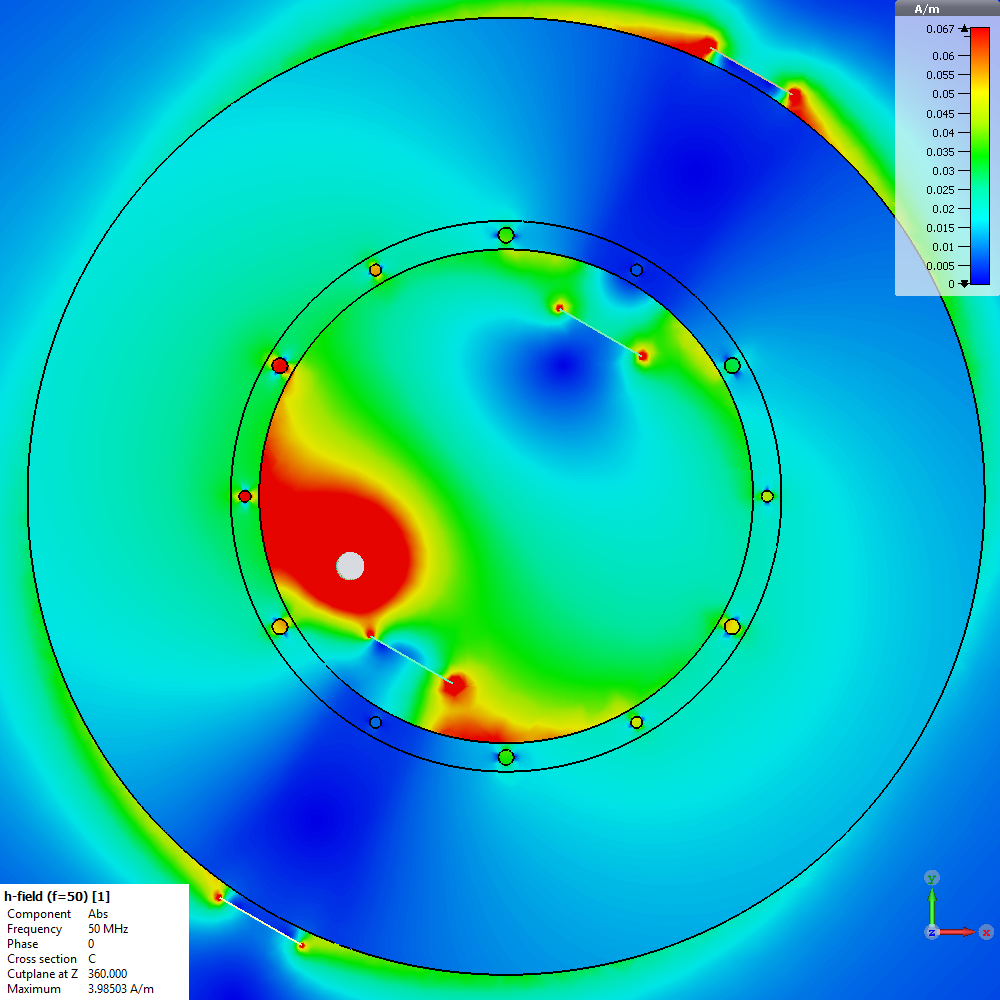 A/m
0.067
0.06
0.055
0.05
0.045
0.04
0.035
0.03
0.025
0.02
0.015
0.01
0.005
0
h-field (f=50) [1]
Component Abs
Frequency 50 MHz
Phase 0
Cross section C
Cutplane at Z 360.000
Maximum 3.98503 A/m
y
z x